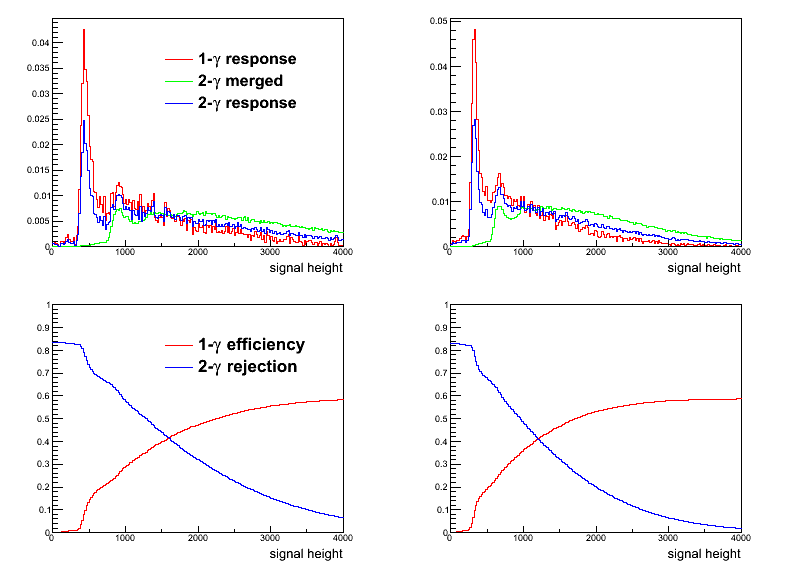 0.04
0.035
0.03
0.025
0.02
0.015
0.01
0.005
0
0 1000 2000 3000 4000
signal height
1-γ response
2-γ merged
2-γ response
0.05
0.04
0.03
0.02
0.01
0
0 1000 2000 3000 4000
signal height
1
0.9
0.8
0.7
0.6
0.5
0.4
0.3
0.2
0.1
0
0 1000 2000 3000 4000
signal height
1-γ efficiency
2-γ rejection
1
0.9
0.8
0.7
0.6
0.5
0.4
0.3
0.2
0.1
0
0 1000 2000 3000 4000
signal height